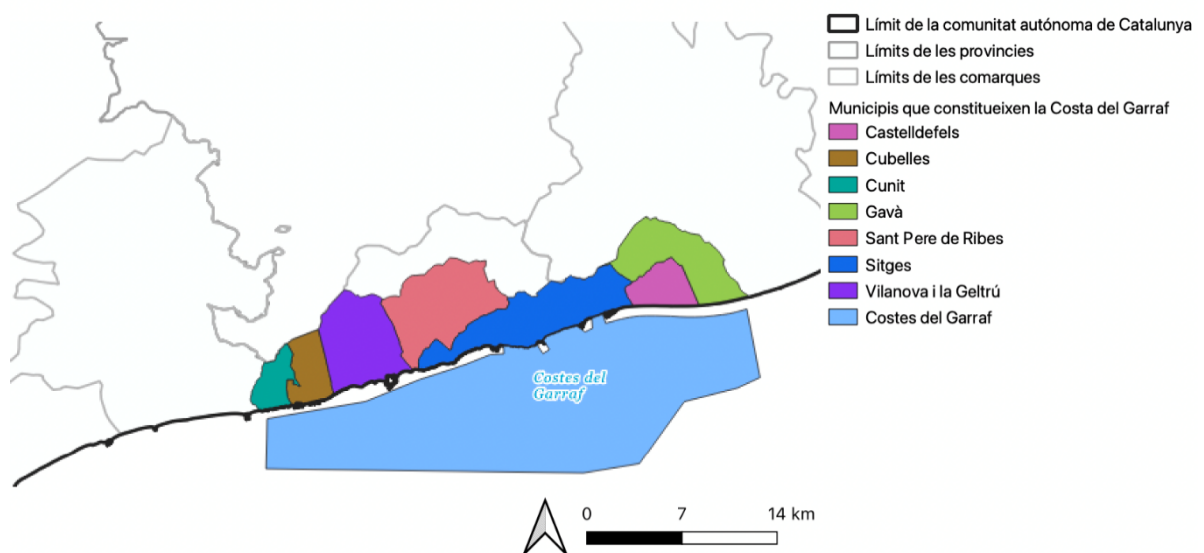 Límit de la comunitat autónoma de Catalunya
Límits de les provincies
Límits de les comarques
Municipis que constitueixen la Costa del Garraf
Castelldefels
Cubelles
Cunit
Gavà
Sant Pere de Ribes
Sitges
Vilanova i la Geltrú
Costes del Garraf
Costes del
Garraf
0 7 14 km